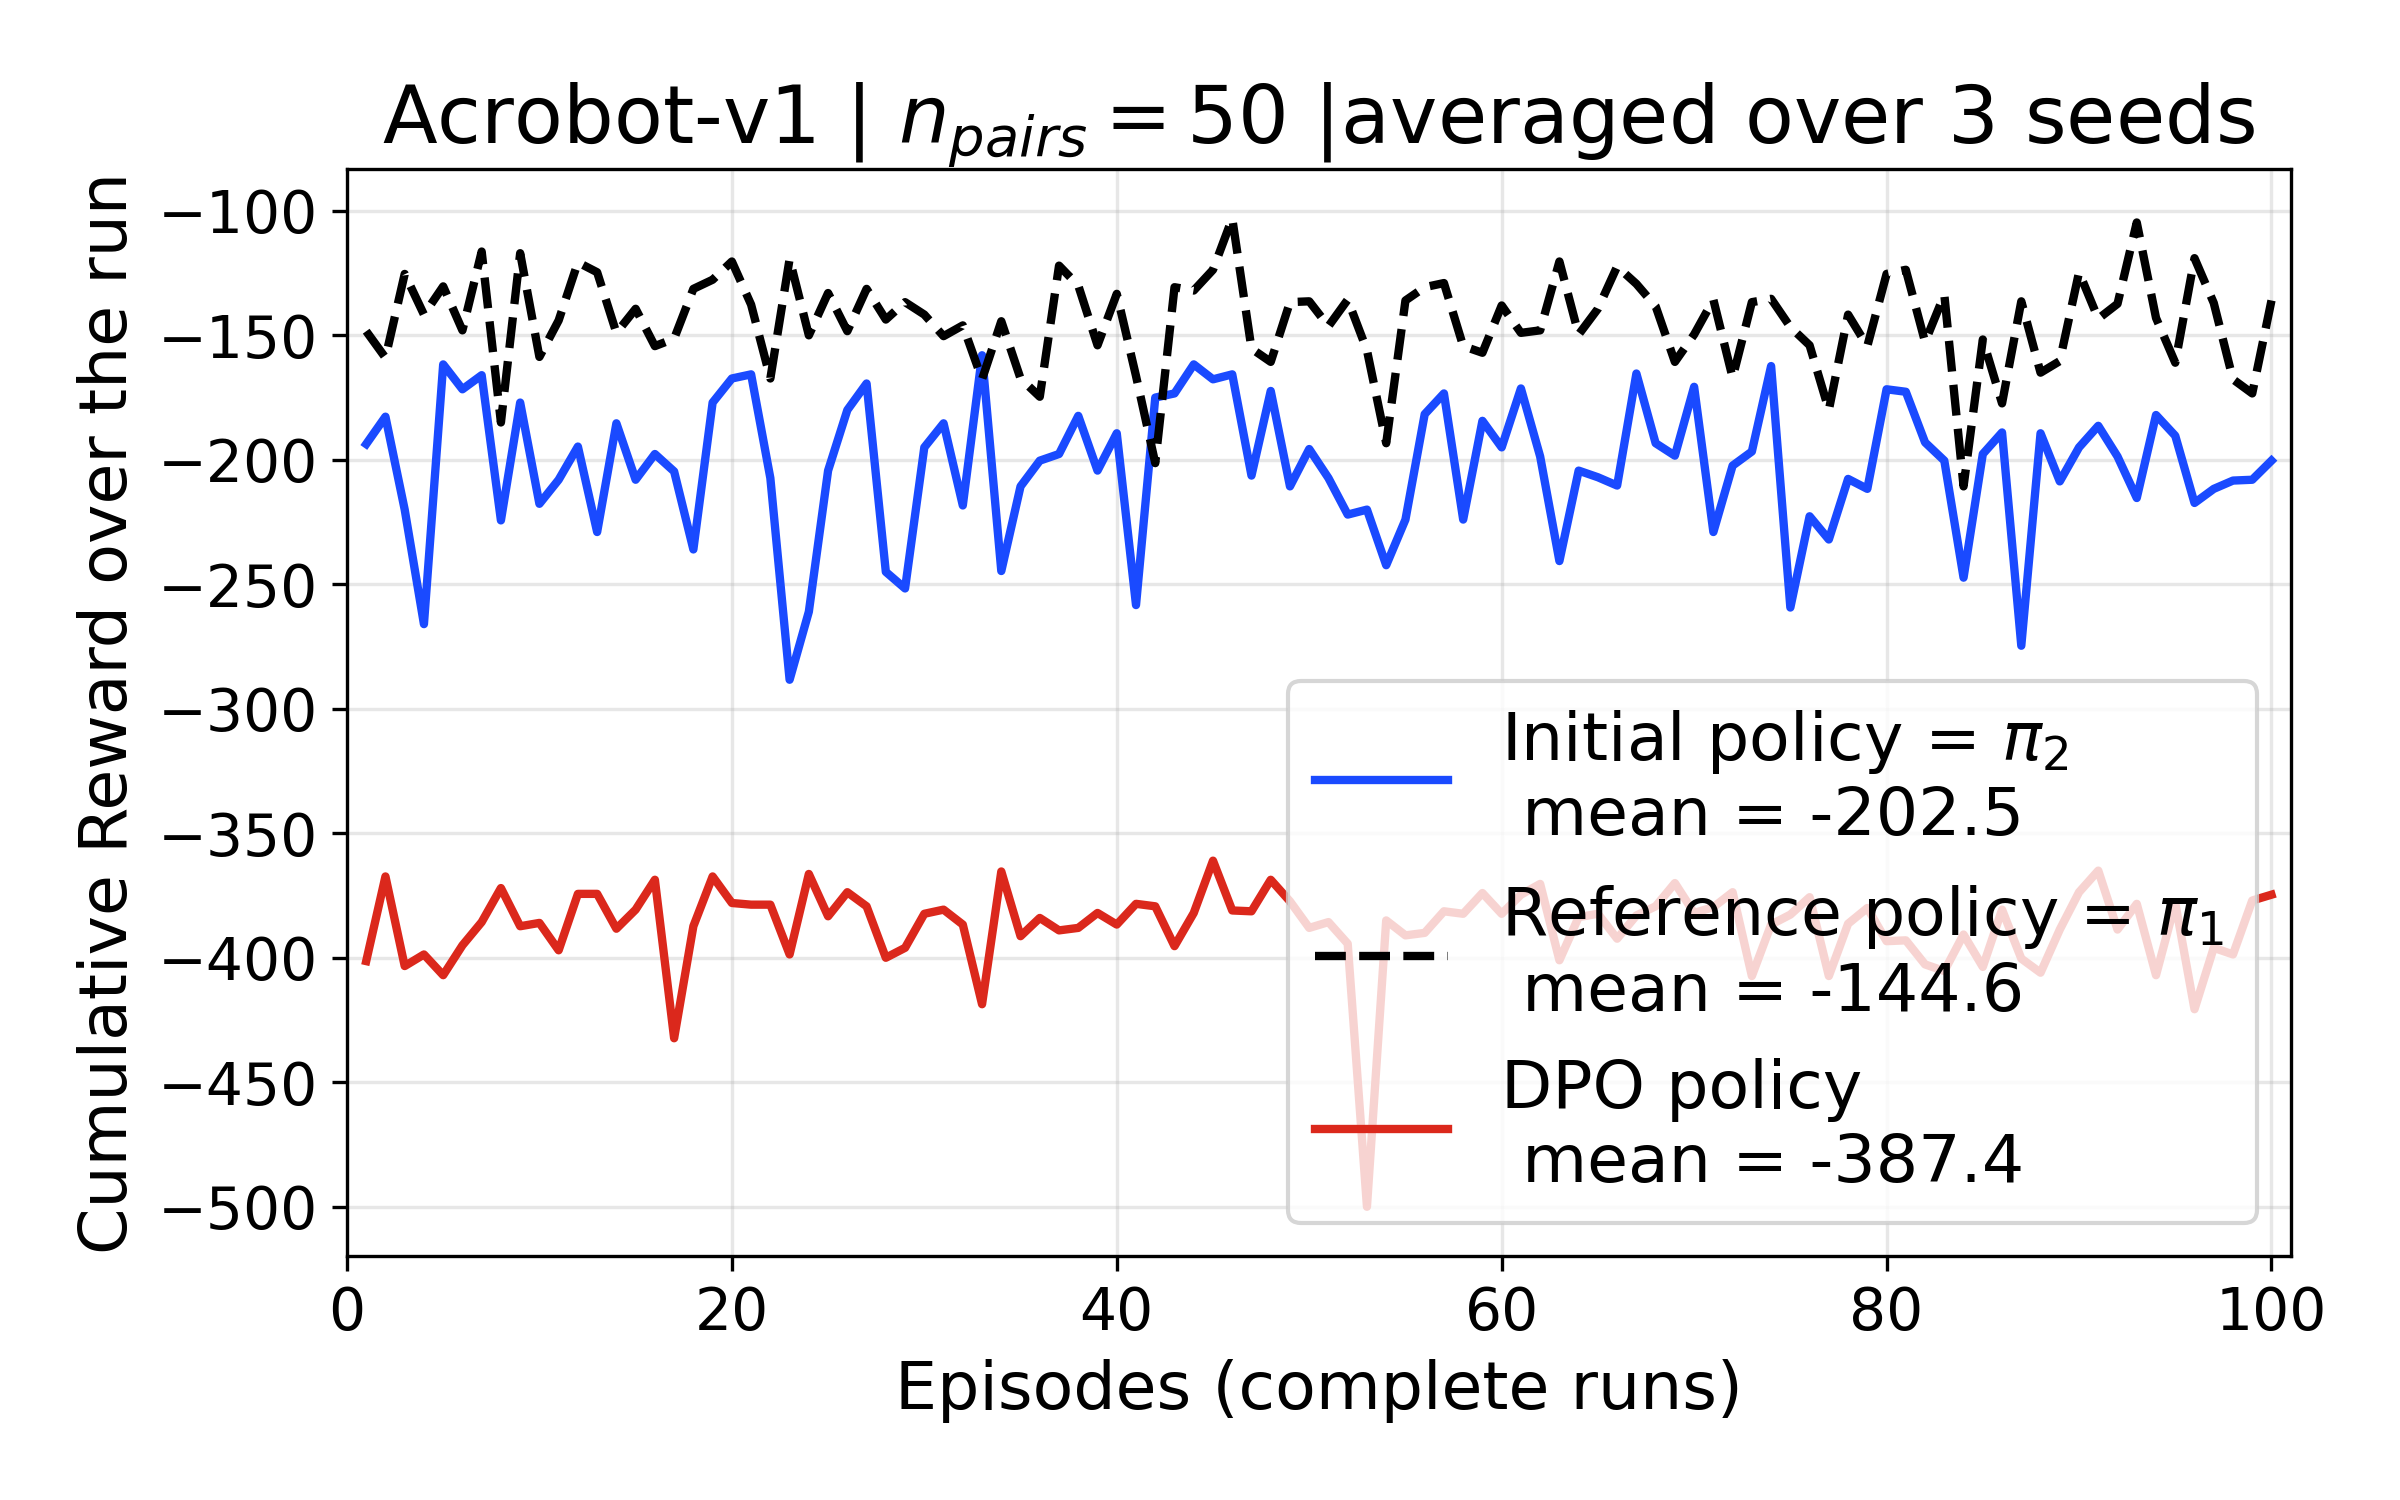 Acrobot-v1 | n_pairs = 50 |averaged over 3 seeds
Cumulative Reward over the run
−100
−150
−200
−250
−300
−350
−400
−450
−500
Initial policy = π₂
mean = -202.5
Reference policy = π₁
mean = -144.6
DPO policy
mean = -387.4
0 20 40 60 80 100
Episodes (complete runs)